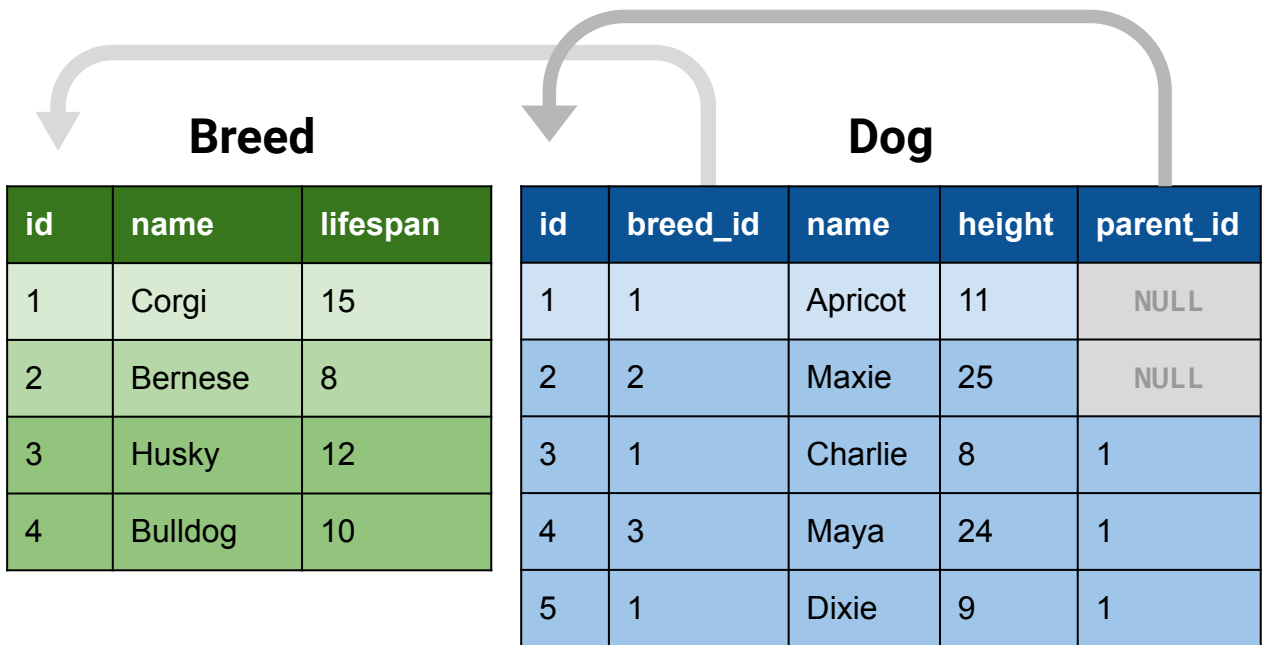 Breed
id name lifespan
1 Corgi 15
2 Bernese 8
3 Husky 12
4 Bulldog 10
Dog
id breed_id name height parent_id
1 1 Apricot 11 NULL
2 2 Maxie 25 NULL
3 1 Charlie 8 1
4 3 Maya 24 1
5 1 Dixie 9 1